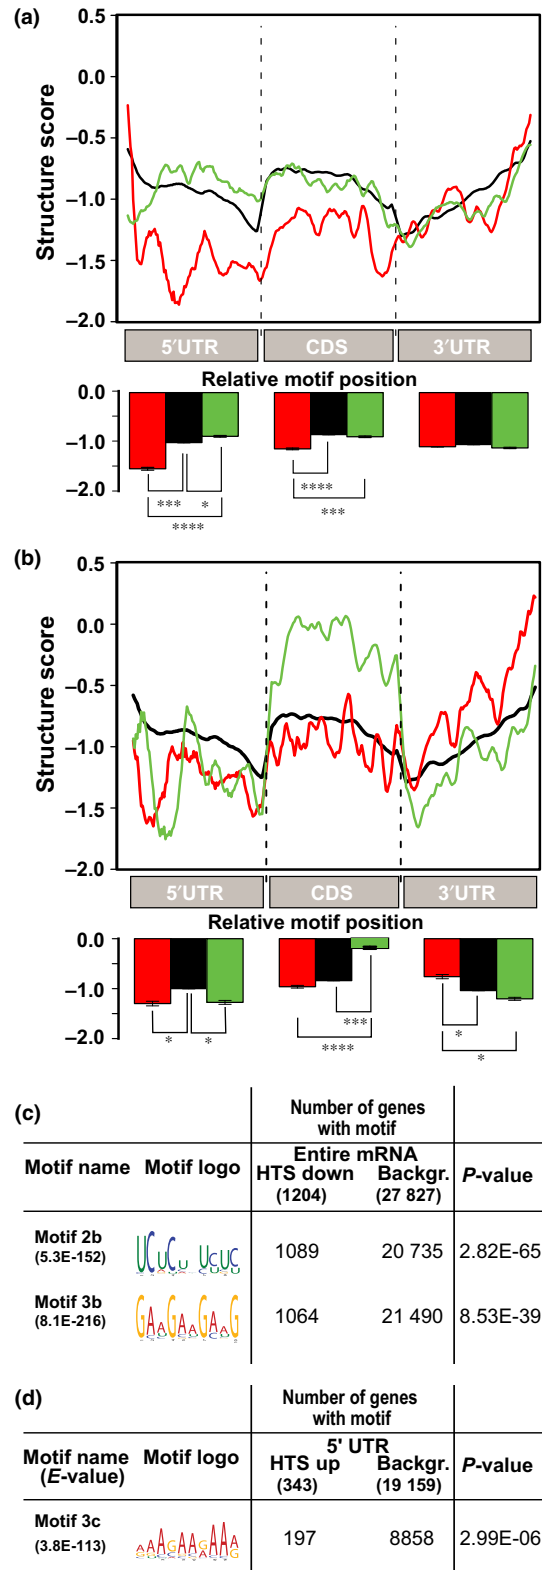 (a)
0.5
0.0
−0.5
−1.0
−1.5
−2.0
Structure score
5′UTR CDS 3′UTR
Relative motif position
0.0
−1.0
−2.0
*** *
****
****
***
(b)
0.5
0.0
−0.5
−1.0
−1.5
−2.0
Structure score
5′UTR CDS 3′UTR
Relative motif position
0.0
−1.0
−2.0
* *
***
****
*
*
(c)
Number of genes
with motif
Entire mRNA
Motif name Motif logo HTS down Backgr. P-value
(1204) (27 827)
Motif 2b
(5.3E-152)
UCUCU UCUC
1089 20 735 2.82E-65
Motif 3b
(8.1E-216)
GAAGAAGAAG
1064 21 490 8.53E-39
(d)
Number of genes
with motif
5' UTR
Motif name Motif logo HTS up Backgr. P-value
(E-value) (343) (19 159)
Motif 3c
(3.8E-113)
AAAGAAGAAA
197 8858 2.99E-06